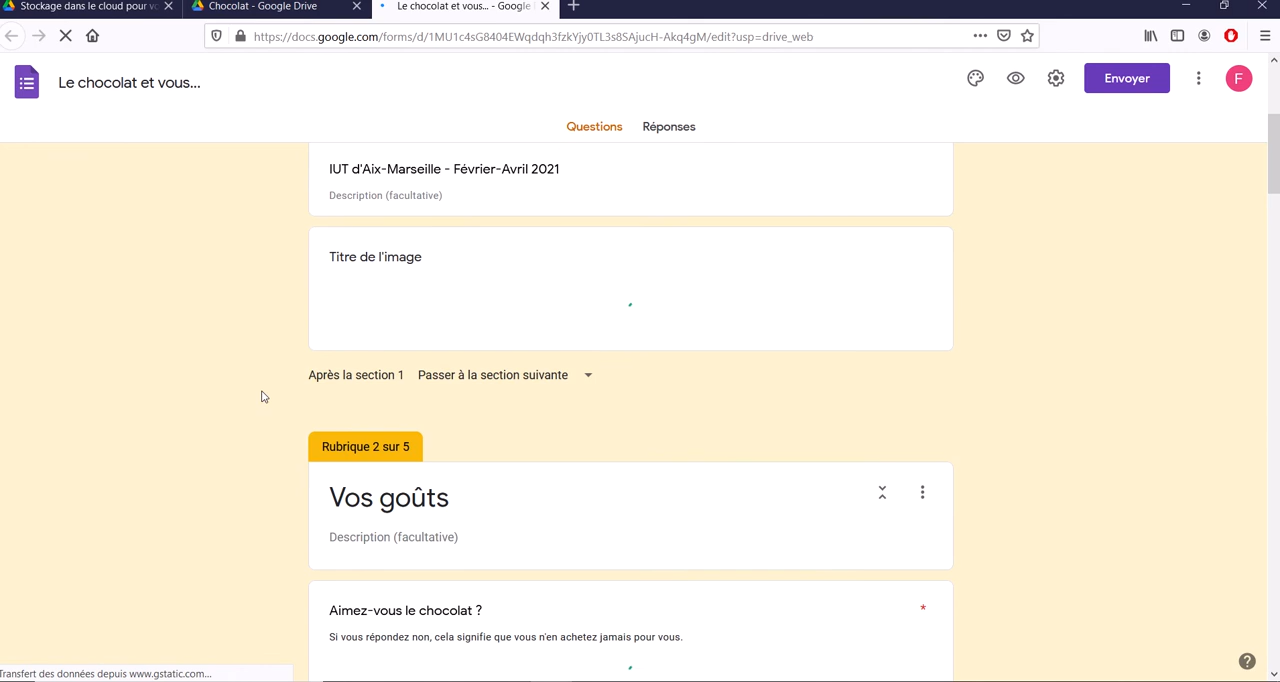 Stockage dans le cloud pour vo
Chocolat - Google Drive
Le chocolat et vous... - Google
https://docs.google.com/forms/d/1MU1c4sG8404EWqdqh3fzkYjy0TL3s8SAjucH-Akq4gM/edit?usp=drive_web
Le chocolat et vous...
Envoyer
F
Questions
Réponses
IUT d'Aix-Marseille - Février-Avril 2021
Description (facultative)
Titre de l'image
Après la section 1 Passer à la section suivante
Rubrique 2 sur 5
Vos goûts
Description (facultative)
Aimez-vous le chocolat ? *
Si vous répondez non, cela signifie que vous n'en achetez jamais pour vous.
Transfert des données depuis www.gstatic.com...